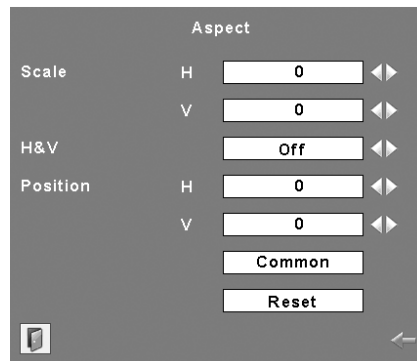 Aspect
Scale H 0
V 0
H&V Off
Position H 0
V 0
Common
Reset